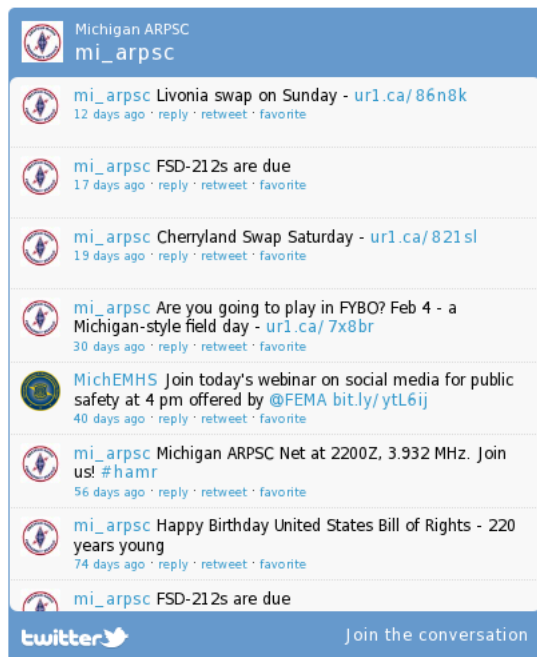 Michigan ARPSC
mi_arpsc
mi_arpsc Livonia swap on Sunday - ur1.ca/86n8k
12 days ago · reply · retweet · favorite
mi_arpsc FSD-212s are due
17 days ago · reply · retweet · favorite
mi_arpsc Cherryland Swap Saturday - ur1.ca/821sl
19 days ago · reply · retweet · favorite
mi_arpsc Are you going to play in FYBO? Feb 4 - a
Michigan-style field day - ur1.ca/7x8br
30 days ago · reply · retweet · favorite
MichEMHS Join today's webinar on social media for public
safety at 4 pm offered by @FEMA bit.ly/ytL6ij
40 days ago · reply · retweet · favorite
mi_arpsc Michigan ARPSC Net at 2200Z, 3.932 MHz. Join
us! #hamr
56 days ago · reply · retweet · favorite
mi_arpsc Happy Birthday United States Bill of Rights - 220
years young
74 days ago · reply · retweet · favorite
mi_arpsc FSD-212s are due
twitter
Join the conversation